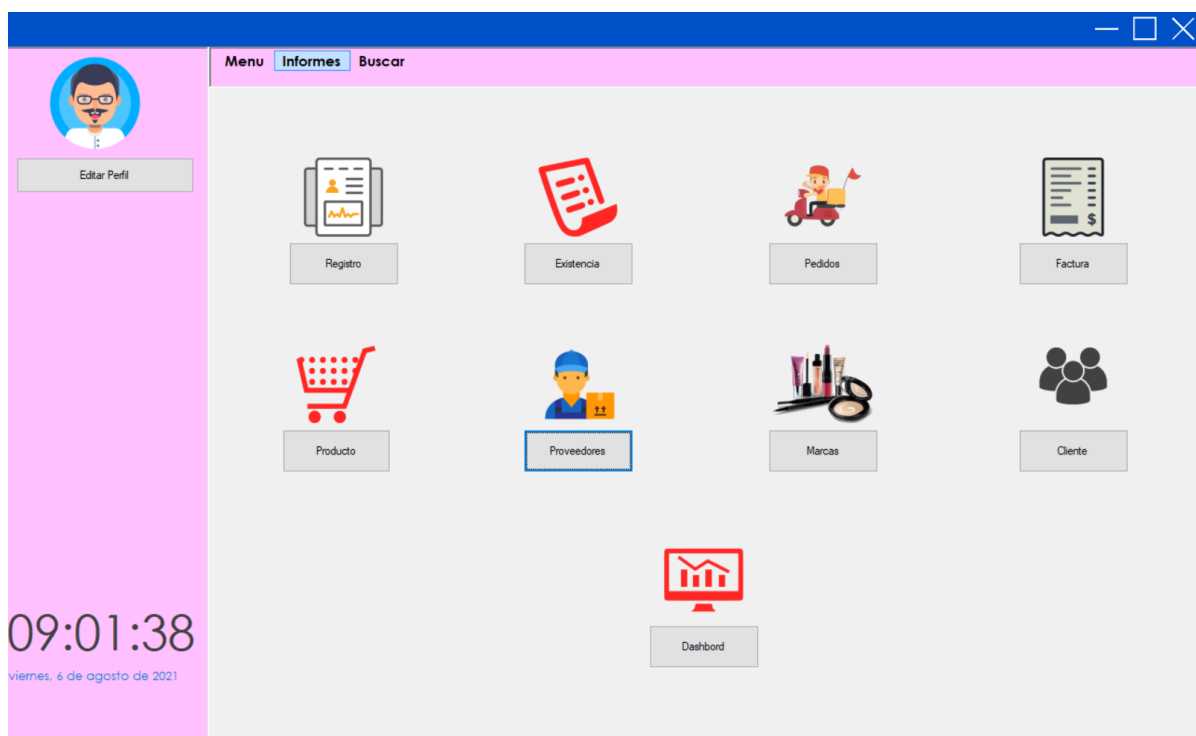 Menu Informes Buscar
Editar Perfil
Registro Existencia Pedidos Factura
$
Producto Proveedores Marcas Cliente
Dashbord
09:01:38
viernes, 6 de agosto de 2021